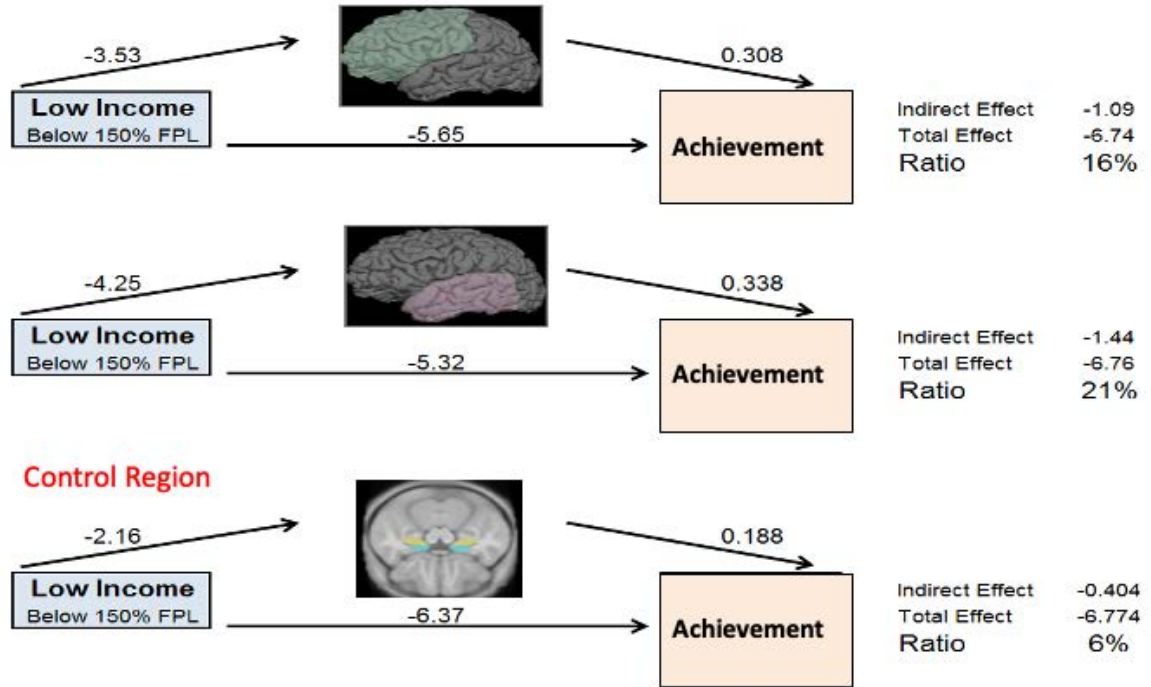 -3.53
0.308
Low Income
Below 150% FPL
-5.65
Achievement
Indirect Effect -1.09
Total Effect -6.74
Ratio 16%
-4.25
0.338
Low Income
Below 150% FPL
-5.32
Achievement
Indirect Effect -1.44
Total Effect -6.76
Ratio 21%
Control Region
-2.16
0.188
Low Income
Below 150% FPL
-6.37
Achievement
Indirect Effect -0.404
Total Effect -6.774
Ratio 6%